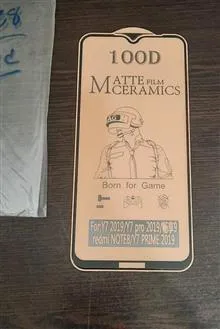 100D
MATTE FILM
CERAMICS
Born for Game
For:Y7 2019/Y7 pro 2019/
redmi NOTE8/Y7 PRIME 2019